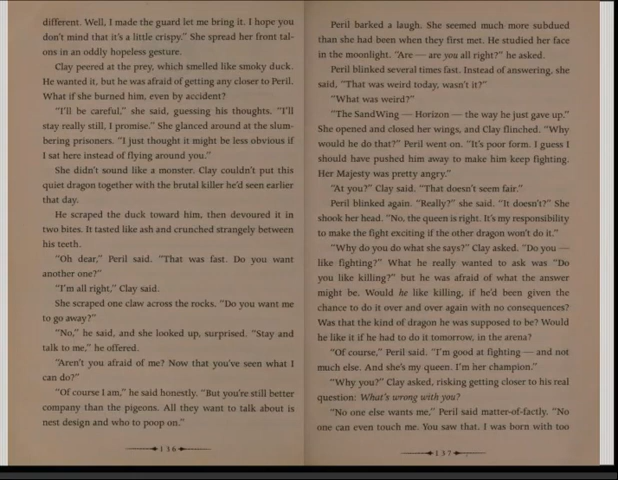 different. Well, I made the guard let me bring it. I hope you
don't mind that it's a little crispy." She spread her front tal-
ons in an oddly hopeless gesture.
Clay peered at the prey, which smelled like smoky duck.
He wanted it, but he was afraid of getting any closer to Peril.
What if she burned him, even by accident?
"I'll be careful," she said, guessing his thoughts. "I'll
stay really still, I promise." She glanced around at the slum-
bering prisoners. "I just thought it might be less obvious if
I sat here instead of flying around you."
She didn't sound like a monster. Clay couldn't put this
quiet dragon together with the brutal killer he'd seen earlier
that day.
He scraped the duck toward him, then devoured it in
two bites. It tasted like ash and crunched strangely between
his teeth.
"Oh dear," Peril said. "That was fast. Do you want
another one?"
"I'm all right," Clay said.
She scraped one claw across the rocks. "Do you want me
to go away?"
"No," he said, and she looked up, surprised. "Stay and
talk to me," he offered.
"Aren't you afraid of me? Now that you've seen what I
can do?"
"Of course I am," he said honestly. "But you're still better
company than the pigeons. All they want to talk about is
nest design and who to poop on."
136
Peril barked a laugh. She seemed much more subdued
than she had been when they first met. He studied her face
in the moonlight. "Are — are you all right?" he asked.
Peril blinked several times fast. Instead of answering, she
said, "That was weird today, wasn't it?"
"What was weird?"
"The SandWing — Horizon — the way he just gave up."
She opened and closed her wings, and Clay flinched. "Why
would he do that?" Peril went on. "It's poor form. I guess I
should have pushed him away to make him keep fighting.
Her Majesty was pretty angry."
"At you?" Clay said. "That doesn't seem fair."
Peril blinked again. "Really?" she said. "It doesn't?" She
shook her head. "No, the queen is right. It's my responsibility
to make the fight exciting if the other dragon won't do it."
"Why do you do what she says?" Clay asked. "Do you —
like fighting?" What he really wanted to ask was "Do
you like killing?" but he was afraid of what the answer
might be. Would he like killing, if he'd been given the
chance to do it over and over again with no consequences?
Was that the kind of dragon he was supposed to be? Would
he like it if he had to do it tomorrow, in the arena?
"Of course," Peril said. "I'm good at fighting — and not
much else. And she's my queen. I'm her champion."
"Why you?" Clay asked, risking getting closer to his real
question: What's wrong with you?
"No one else wants me," Peril said matter-of-factly. "No
one can even touch me. You saw that. I was born with too
137